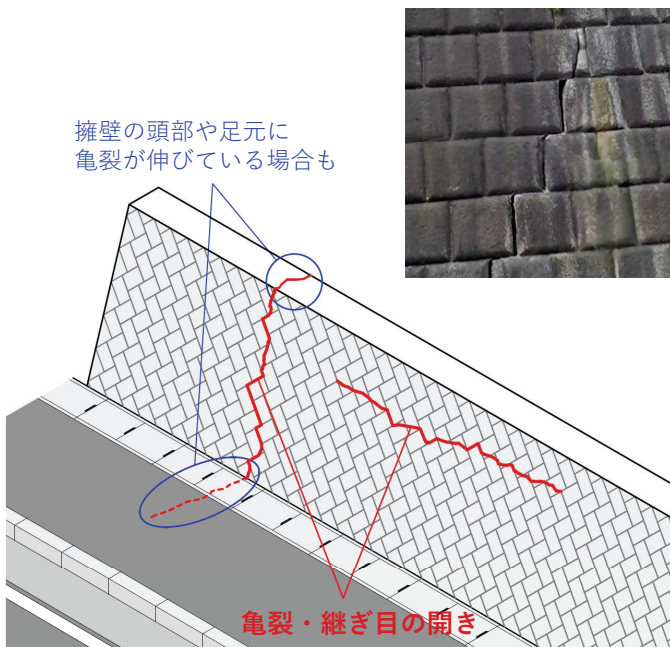 擁壁の頭部や足元に
亀裂が伸びている場合も
亀裂・継ぎ目の開き